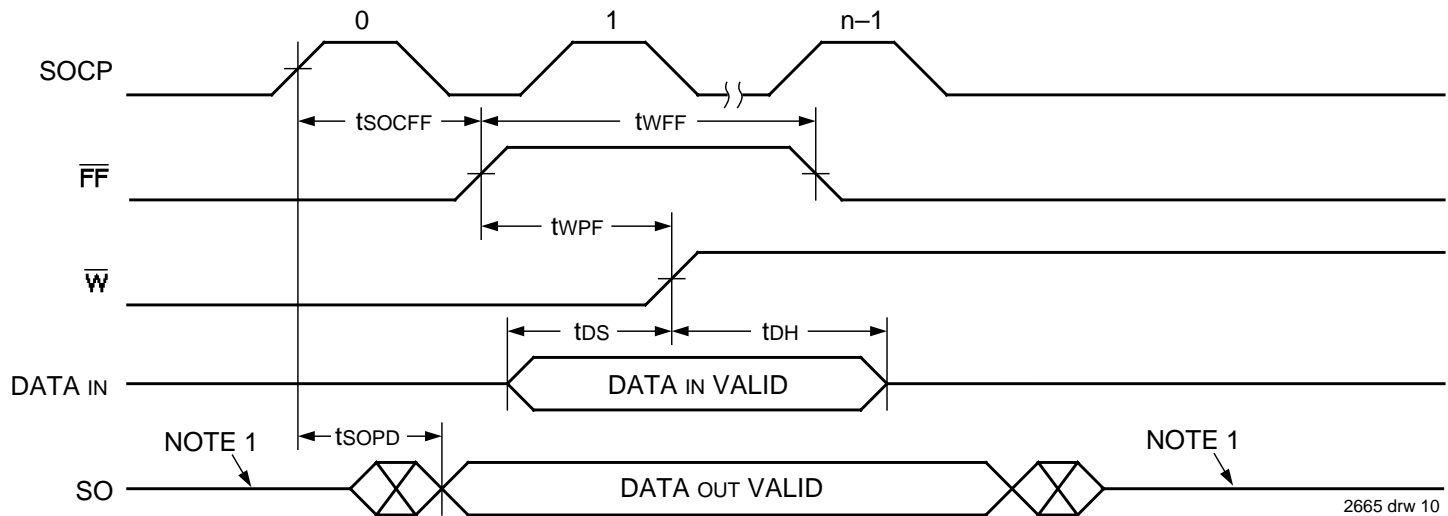 0 1 n–1
SOCP
tSOCFF tWFF
F̅F̅
tWPF
W̅
tDS tDH
DATA IN DATA IN VALID
NOTE 1 tSOPD NOTE 1
SO DATA OUT VALID
2665 drw 10